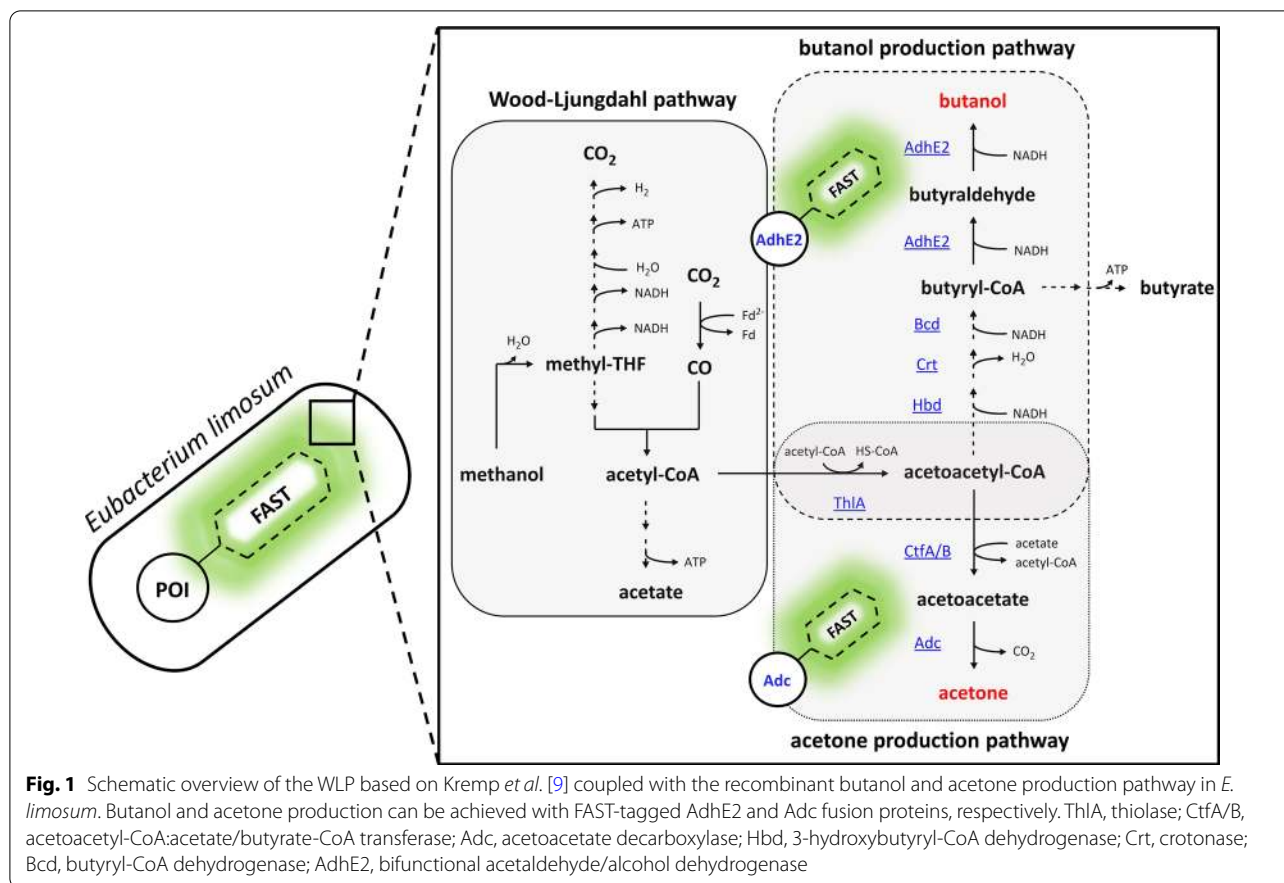 butanol production pathway
Wood-Ljungdahl pathway
butanol
AdhE2
NADH
FAST
butyraldehyde
AdhE2
AdhE2
NADH
butyryl-CoA
ATP
butyrate
Bcd
NADH
Crt
H2O
Hbd
NADH
CO2
H2
ATP
H2O
NADH
NADH
CO2
Fd2-
Fd
H2O
methyl-THF
CO
methanol
acetyl-CoA
acetyl-CoA HS-CoA
acetoacetyl-CoA
ThlA
ATP
acetate
CtfA/B
acetate
acetyl-CoA
acetoacetate
FAST
Adc
Adc
CO2
acetone
acetone production pathway
Eubacterium limosum
FAST
POI
Fig. 1 Schematic overview of the WLP based on Kremp et al. [9] coupled with the recombinant butanol and acetone production pathway in E.
limosum. Butanol and acetone production can be achieved with FAST-tagged AdhE2 and Adc fusion proteins, respectively. ThlA, thiolase; CtfA/B,
acetoacetyl-CoA:acetate/butyrate-CoA transferase; Adc, acetoacetate decarboxylase; Hbd, 3-hydroxybutyryl-CoA dehydrogenase; Crt, crotonase;
Bcd, butyryl-CoA dehydrogenase; AdhE2, bifunctional acetaldehyde/alcohol dehydrogenase